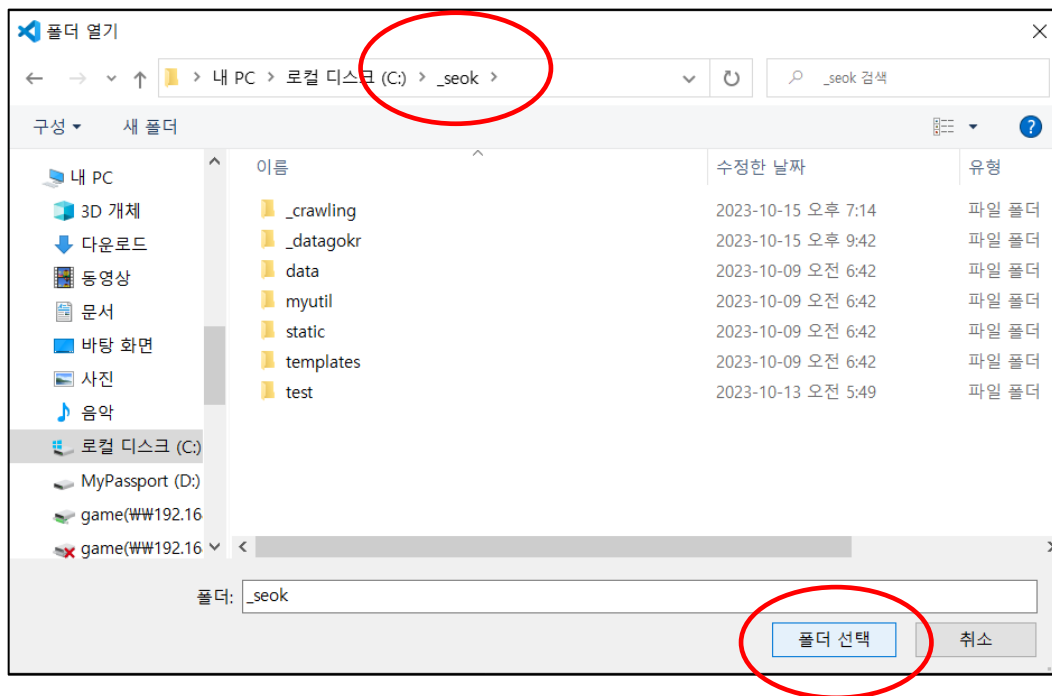 폴더 열기
내 PC > 로컬 디스크 (C:) > _seok >
_seok 검색
구성
새 폴더
이름 수정한 날짜 유형
내 PC
3D 개체
다운로드
동영상
문서
바탕 화면
사진
음악
로컬 디스크 (C:)
MyPassport (D:)
game(₩₩192.16
game(₩₩192.16
_crawling 2023-10-15 오후 7:14 파일 폴더
_datagokr 2023-10-15 오후 9:42 파일 폴더
data 2023-10-09 오전 6:42 파일 폴더
myutil 2023-10-09 오전 6:42 파일 폴더
static 2023-10-09 오전 6:42 파일 폴더
templates 2023-10-09 오전 6:42 파일 폴더
test 2023-10-13 오전 5:49 파일 폴더
폴더: _seok
폴더 선택
취소